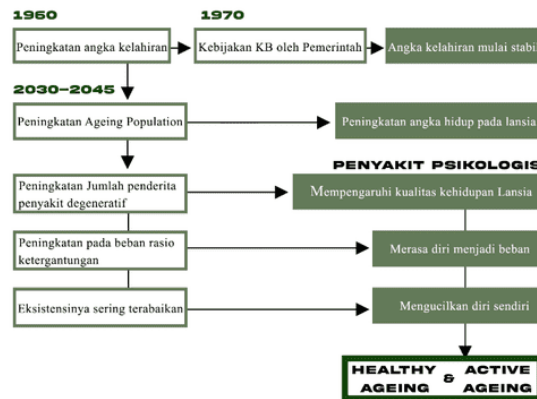 1960
1970
Peningkatan angka kelahiran
Kebijakan KB oleh Pemerintah
Angka kelahiran mulai stabil
2030–2045
Peningkatan Ageing Population
Peningkatan angka hidup pada lansia
PENYAKIT PSIKOLOGIS
Peningkatan Jumlah penderita
penyakit degeneratif
Mempengaruhi kualitas kehidupan Lansia
Peningkatan pada beban rasio
ketergantungan
Merasa diri menjadi beban
Eksistensinya sering terabaikan
Mengucilkan diri sendiri
HEALTHY & ACTIVE
AGEING AGEING